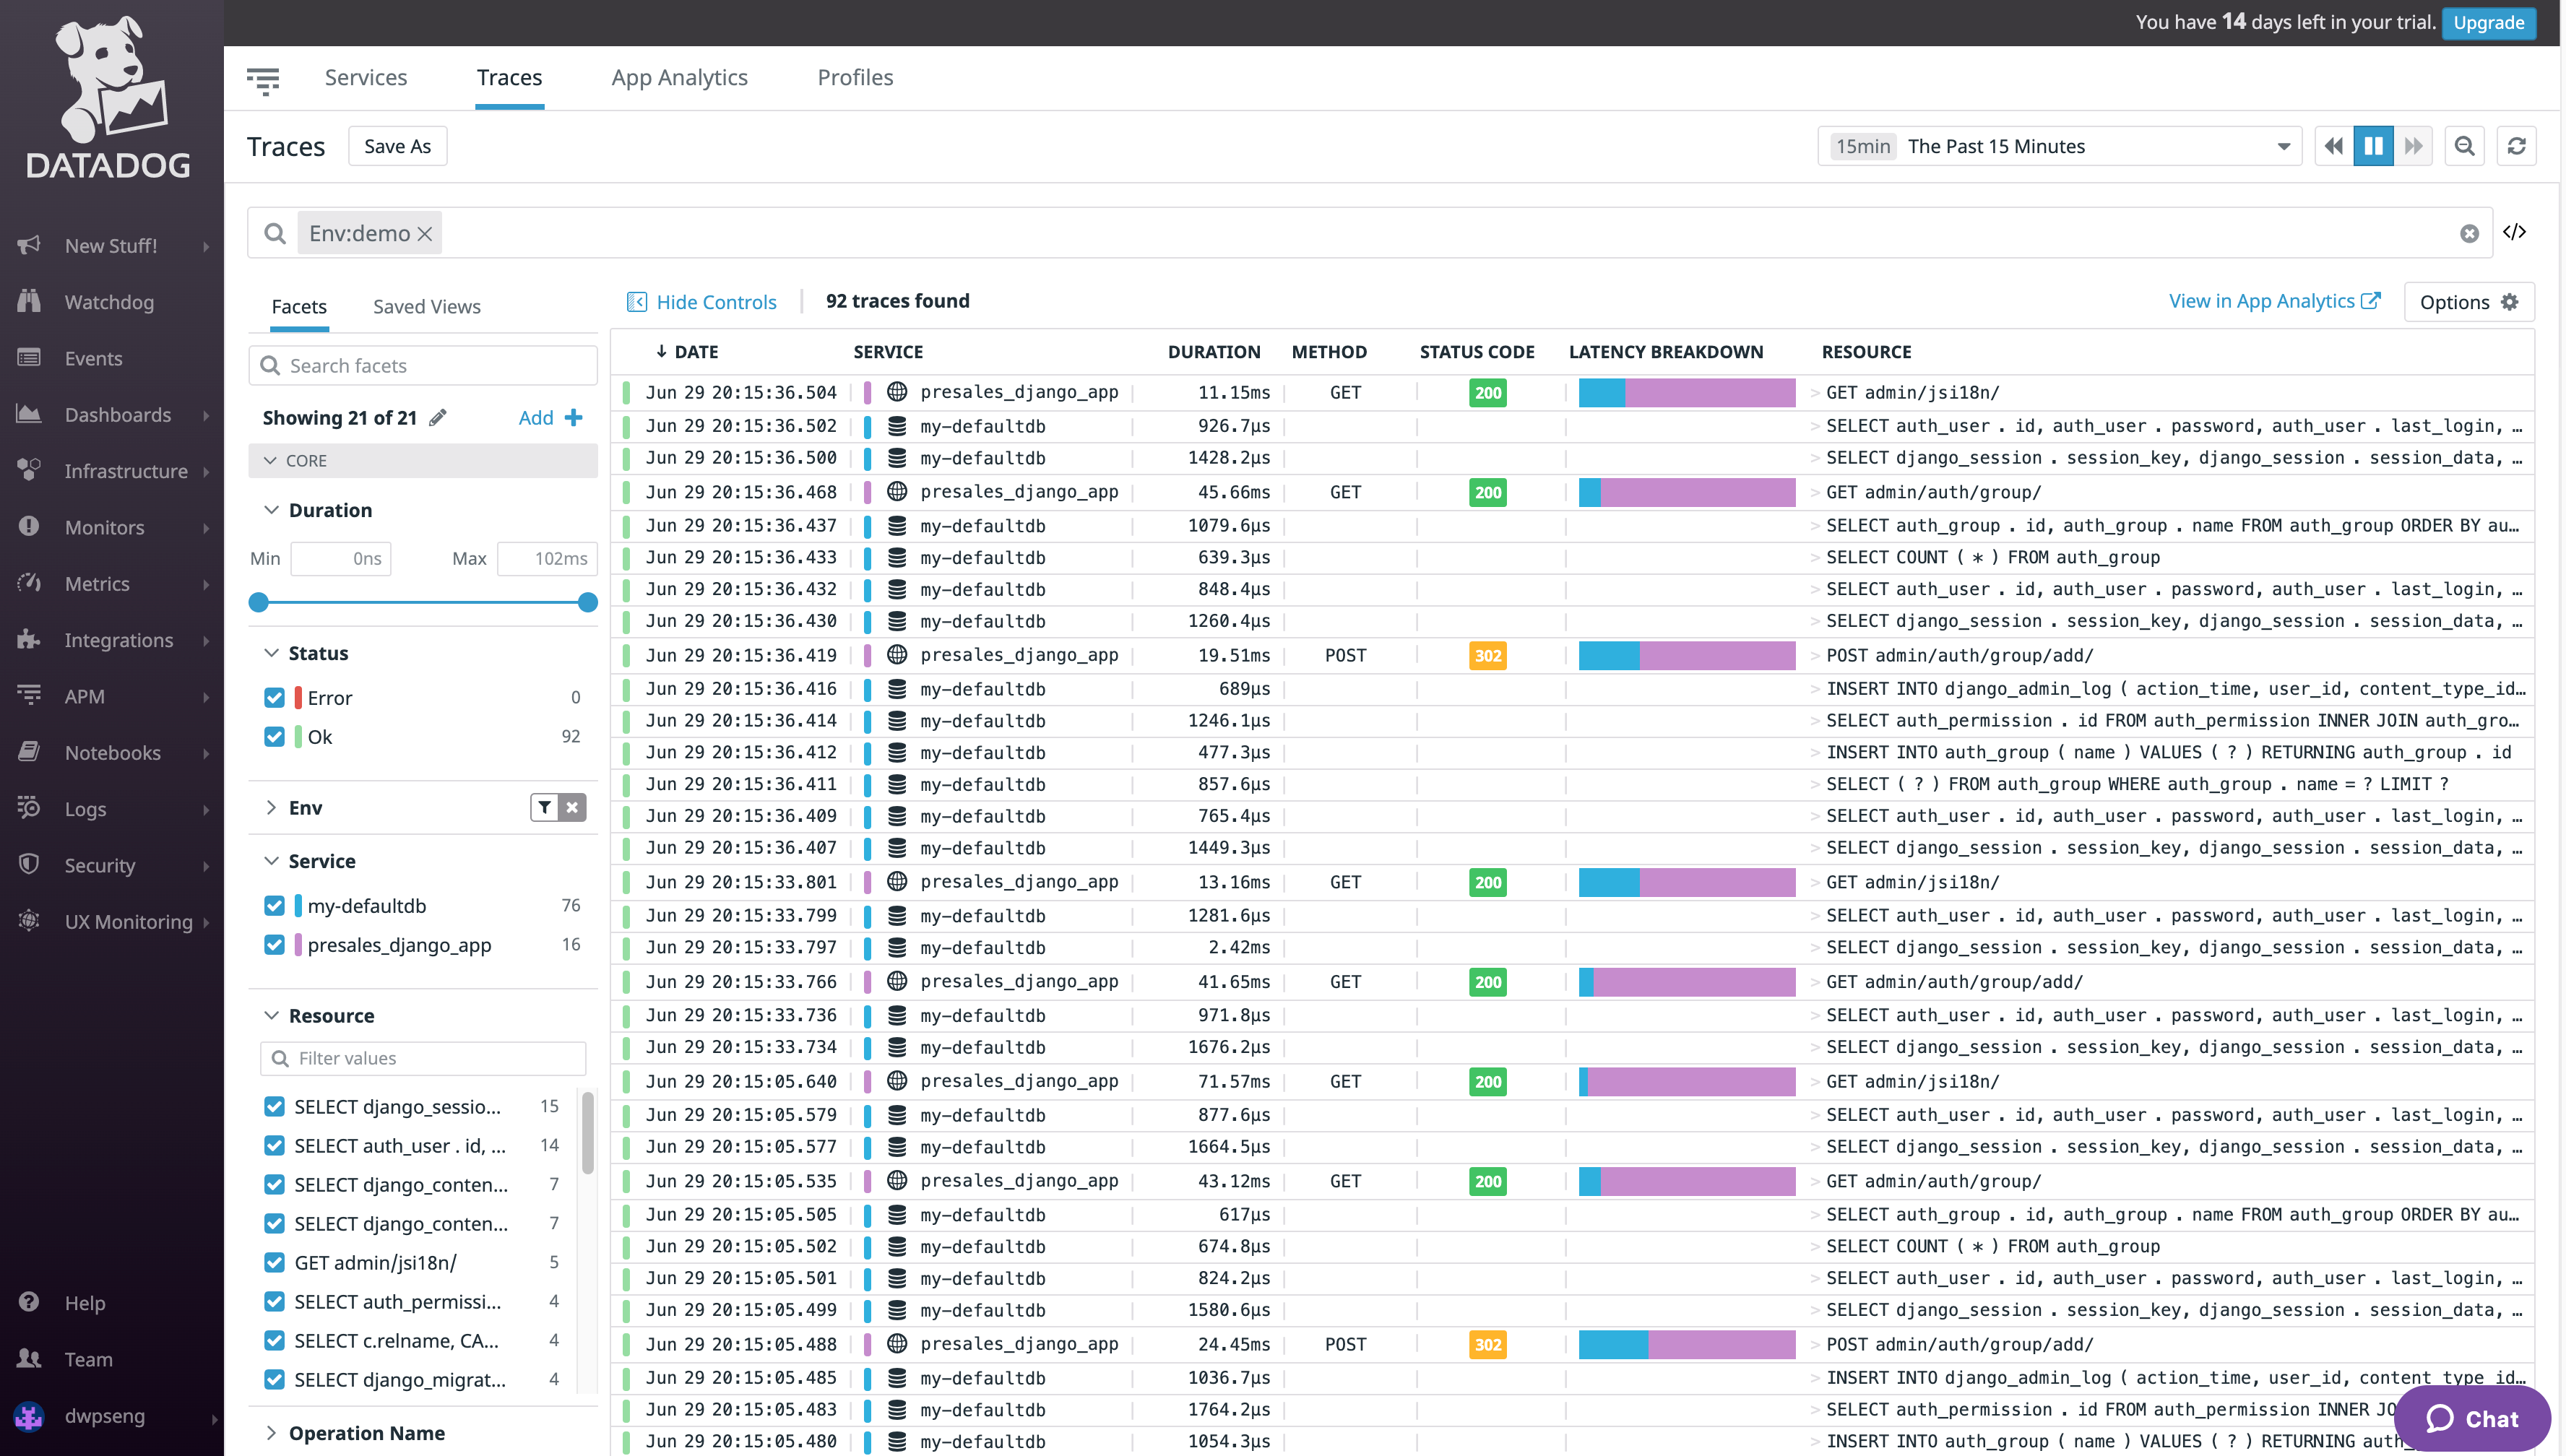 You have 14 days left in your trial. Upgrade
DATADOG
New Stuff!
Watchdog
Events
Dashboards
Infrastructure
Monitors
Metrics
Integrations
APM
Notebooks
Logs
Security
UX Monitoring
Help
Team
dwpseng
Services Traces App Analytics Profiles
Traces Save As 15min The Past 15 Minutes
Env:demo </>
Facets Saved Views
Search facets
Showing 21 of 21 Add
CORE
Duration
Min 0ns Max 102ms
Status
Error 0
Ok 92
Env
Service
my-defaultdb 76
presales_django_app 16
Resource
Filter values
SELECT django_sessio... 15
SELECT auth_user . id, ... 14
SELECT django_conten... 7
SELECT django_conten... 7
GET admin/jsi18n/ 5
SELECT auth_permissi... 4
SELECT c.relname, CA... 4
SELECT django_migrat... 4
Operation Name
Hide Controls 92 traces found View in App Analytics Options
DATE SERVICE DURATION METHOD STATUS CODE LATENCY BREAKDOWN RESOURCE
Jun 29 20:15:36.504 presales_django_app 11.15ms GET 200 > GET admin/jsi18n/
Jun 29 20:15:36.502 my-defaultdb 926.7µs > SELECT auth_user . id, auth_user . password, auth_user . last_login, …
Jun 29 20:15:36.500 my-defaultdb 1428.2µs > SELECT django_session . session_key, django_session . session_data, …
Jun 29 20:15:36.468 presales_django_app 45.66ms GET 200 > GET admin/auth/group/
Jun 29 20:15:36.437 my-defaultdb 1079.6µs > SELECT auth_group . id, auth_group . name FROM auth_group ORDER BY au…
Jun 29 20:15:36.433 my-defaultdb 639.3µs > SELECT COUNT ( * ) FROM auth_group
Jun 29 20:15:36.432 my-defaultdb 848.4µs > SELECT auth_user . id, auth_user . password, auth_user . last_login, …
Jun 29 20:15:36.430 my-defaultdb 1260.4µs > SELECT django_session . session_key, django_session . session_data, …
Jun 29 20:15:36.419 presales_django_app 19.51ms POST 302 > POST admin/auth/group/add/
Jun 29 20:15:36.416 my-defaultdb 689µs > INSERT INTO django_admin_log ( action_time, user_id, content_type_id…
Jun 29 20:15:36.414 my-defaultdb 1246.1µs > SELECT auth_permission . id FROM auth_permission INNER JOIN auth_gro…
Jun 29 20:15:36.412 my-defaultdb 477.3µs > INSERT INTO auth_group ( name ) VALUES ( ? ) RETURNING auth_group . id
Jun 29 20:15:36.411 my-defaultdb 857.6µs > SELECT ( ? ) FROM auth_group WHERE auth_group . name = ? LIMIT ?
Jun 29 20:15:36.409 my-defaultdb 765.4µs > SELECT auth_user . id, auth_user . password, auth_user . last_login, …
Jun 29 20:15:36.407 my-defaultdb 1449.3µs > SELECT django_session . session_key, django_session . session_data, …
Jun 29 20:15:33.801 presales_django_app 13.16ms GET 200 > GET admin/jsi18n/
Jun 29 20:15:33.799 my-defaultdb 1281.6µs > SELECT auth_user . id, auth_user . password, auth_user . last_login, …
Jun 29 20:15:33.797 my-defaultdb 2.42ms > SELECT django_session . session_key, django_session . session_data, …
Jun 29 20:15:33.766 presales_django_app 41.65ms GET 200 > GET admin/auth/group/add/
Jun 29 20:15:33.736 my-defaultdb 971.8µs > SELECT auth_user . id, auth_user . password, auth_user . last_login, …
Jun 29 20:15:33.734 my-defaultdb 1676.2µs > SELECT django_session . session_key, django_session . session_data, …
Jun 29 20:15:05.640 presales_django_app 71.57ms GET 200 > GET admin/jsi18n/
Jun 29 20:15:05.579 my-defaultdb 877.6µs > SELECT auth_user . id, auth_user . password, auth_user . last_login, …
Jun 29 20:15:05.577 my-defaultdb 1664.5µs > SELECT django_session . session_key, django_session . session_data, …
Jun 29 20:15:05.535 presales_django_app 43.12ms GET 200 > GET admin/auth/group/
Jun 29 20:15:05.505 my-defaultdb 617µs > SELECT auth_group . id, auth_group . name FROM auth_group ORDER BY au…
Jun 29 20:15:05.502 my-defaultdb 674.8µs > SELECT COUNT ( * ) FROM auth_group
Jun 29 20:15:05.501 my-defaultdb 824.2µs > SELECT auth_user . id, auth_user . password, auth_user . last_login, …
Jun 29 20:15:05.499 my-defaultdb 1580.6µs > SELECT django_session . session_key, django_session . session_data, …
Jun 29 20:15:05.488 presales_django_app 24.45ms POST 302 > POST admin/auth/group/add/
Jun 29 20:15:05.485 my-defaultdb 1036.7µs > INSERT INTO django_admin_log ( action_time, user_id, content_type_id…
Jun 29 20:15:05.483 my-defaultdb 1764.2µs > SELECT auth_permission . id FROM auth_permission INNER JO
Jun 29 20:15:05.480 my-defaultdb 1054.3µs > INSERT INTO auth_group ( name ) VALUES ( ? ) RETURNING auth_
Chat